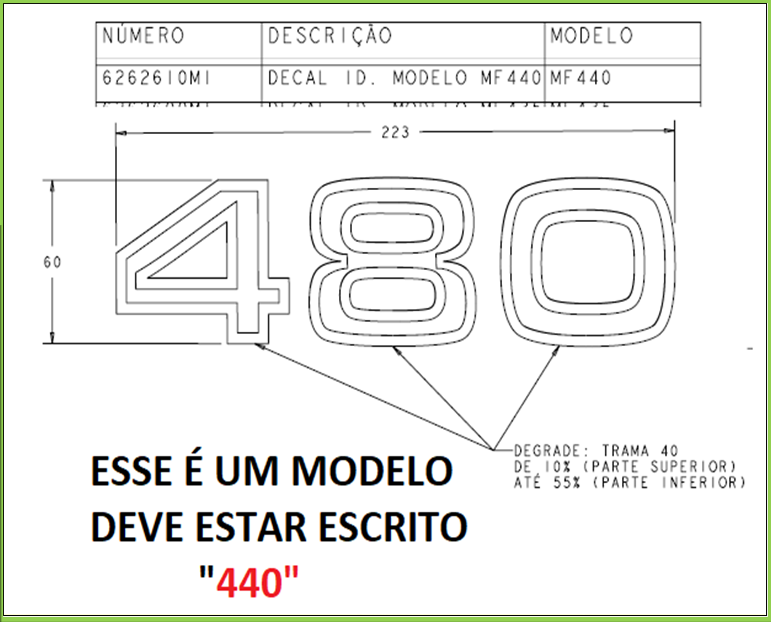 NÚMERO DESCRIÇÃO MODELO
6262610M1 DECAL ID. MODELO MF440 MF440
223
60
480
DEGRADE: TRAMA 40
DE 10% (PARTE SUPERIOR)
ATÉ 55% (PARTE INFERIOR)
ESSE É UM MODELO
DEVE ESTAR ESCRITO
"440"